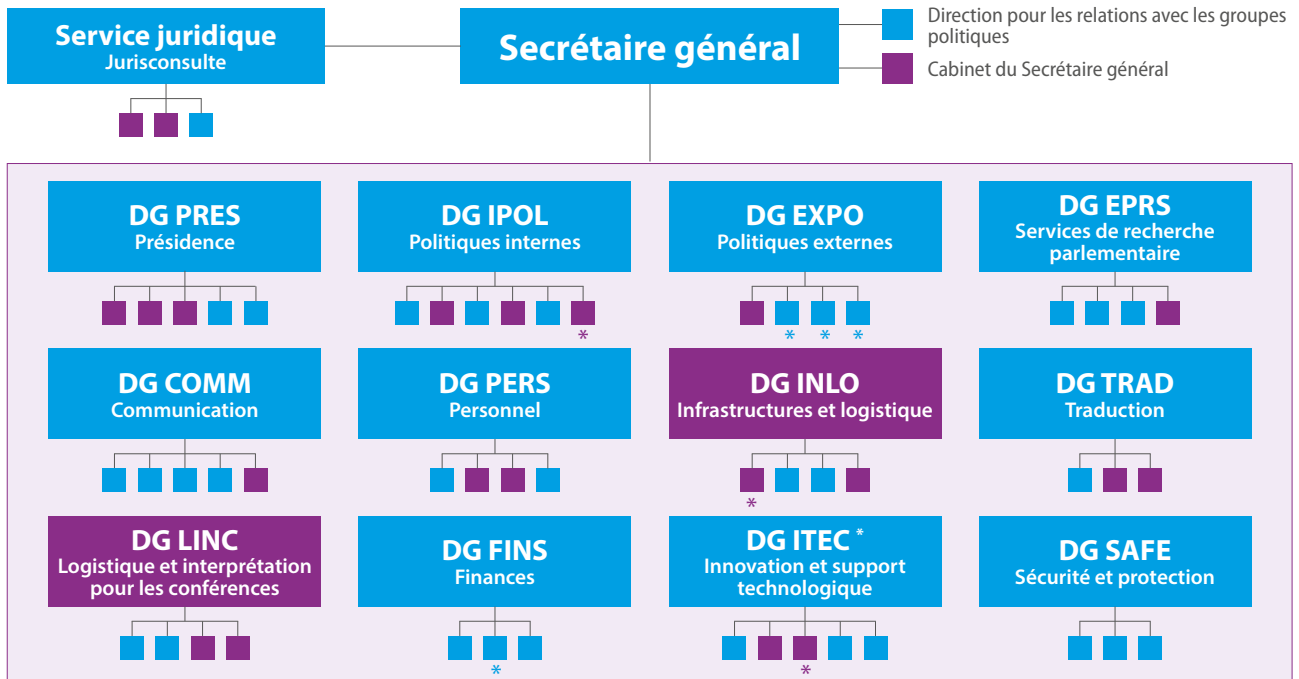 Service juridique
Jurisconsulte
Secrétaire général
Direction pour les relations avec les groupes
politiques
Cabinet du Secrétaire général
DG PRES
Présidence
DG IPOL
Politiques internes
*
DG EXPO
Politiques externes
* * *
DG EPRS
Services de recherche
parlementaire
DG COMM
Communication
DG PERS
Personnel
DG INLO
Infrastructures et logistique
*
DG TRAD
Traduction
DG LINC
Logistique et interprétation
pour les conférences
DG FINS
Finances
*
DG ITEC *
Innovation et support
technologique
*
DG SAFE
Sécurité et protection